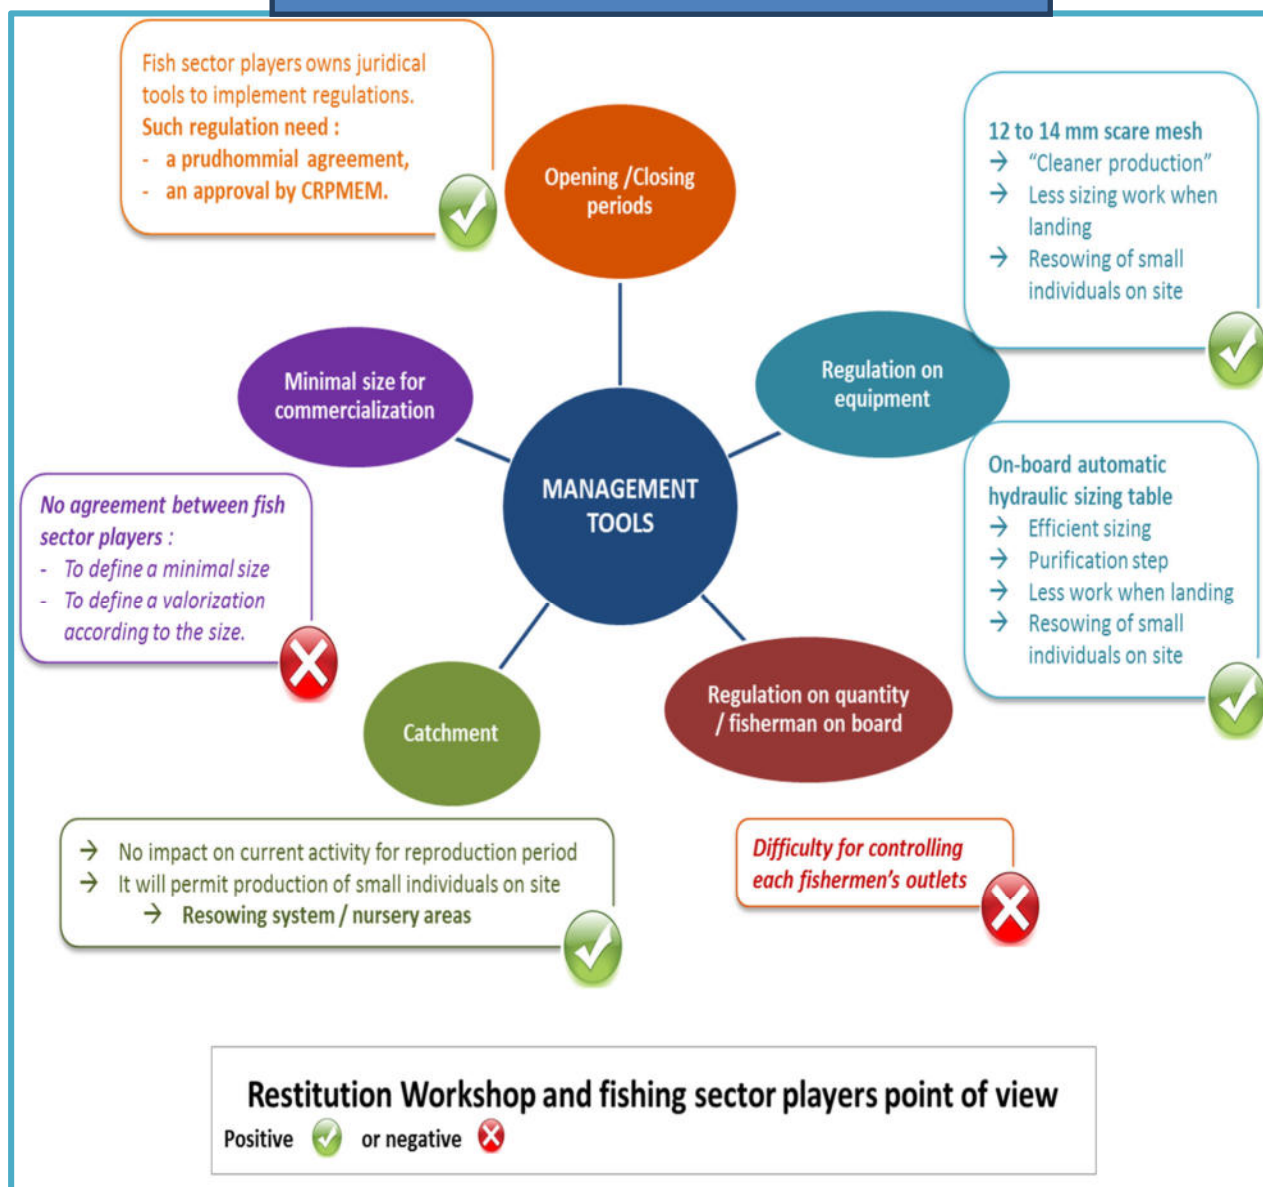 Fish sector players owns juridical
tools to implement regulations.
Such regulation need :
- a prudhommial agreement,
- an approval by CRPMEM.
Opening /Closing
periods
12 to 14 mm scare mesh
→ “Cleaner production”
→ Less sizing work when
landing
→ Resowing of small
individuals on site
Minimal size for
commercialization
Regulation on
equipment
MANAGEMENT
TOOLS
No agreement between fish
sector players :
- To define a minimal size
- To define a valorization
according to the size.
On-board automatic
hydraulic sizing table
→ Efficient sizing
→ Purification step
→ Less work when landing
→ Resowing of small
individuals on site
Catchment
Regulation on quantity
/ fisherman on board
→ No impact on current activity for reproduction period
→ It will permit production of small individuals on site
→ Resowing system / nursery areas
Difficulty for controlling
each fishermen’s outlets
Restitution Workshop and fishing sector players point of view
Positive or negative